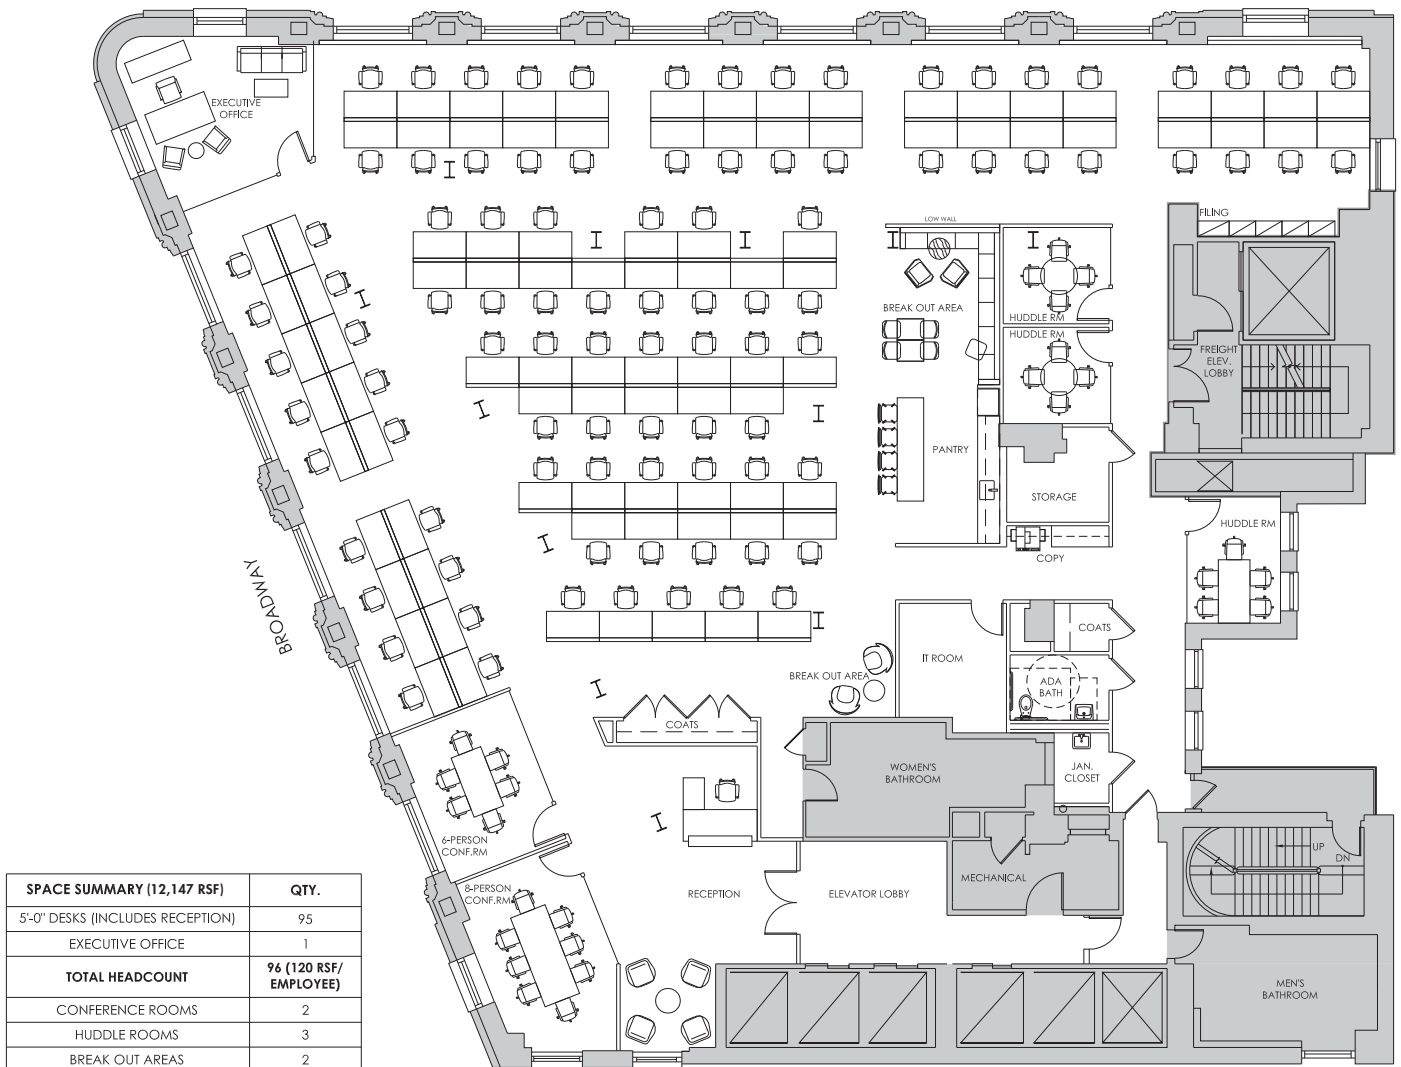 EXECUTIVE
OFFICE
FILING
LOW WALL
BREAK OUT AREA
HUDDLE RM
HUDDLE RM
FREIGHT
ELEV.
LOBBY
PANTRY
STORAGE
HUDDLE RM
COPY
BROADWAY
COATS
IT ROOM
BREAK OUT AREA
ADA
BATH
COATS
WOMEN'S
BATHROOM
JAN.
CLOSET
6-PERSON
CONF.RM
UP
DN
MECHANICAL
8-PERSON
CONF.RM
RECEPTION
ELEVATOR LOBBY
MEN'S
BATHROOM
SPACE SUMMARY (12,147 RSF) QTY.
5'-0" DESKS (INCLUDES RECEPTION) 95
EXECUTIVE OFFICE 1
TOTAL HEADCOUNT 96 (120 RSF/
EMPLOYEE)
CONFERENCE ROOMS 2
HUDDLE ROOMS 3
BREAK OUT AREAS 2